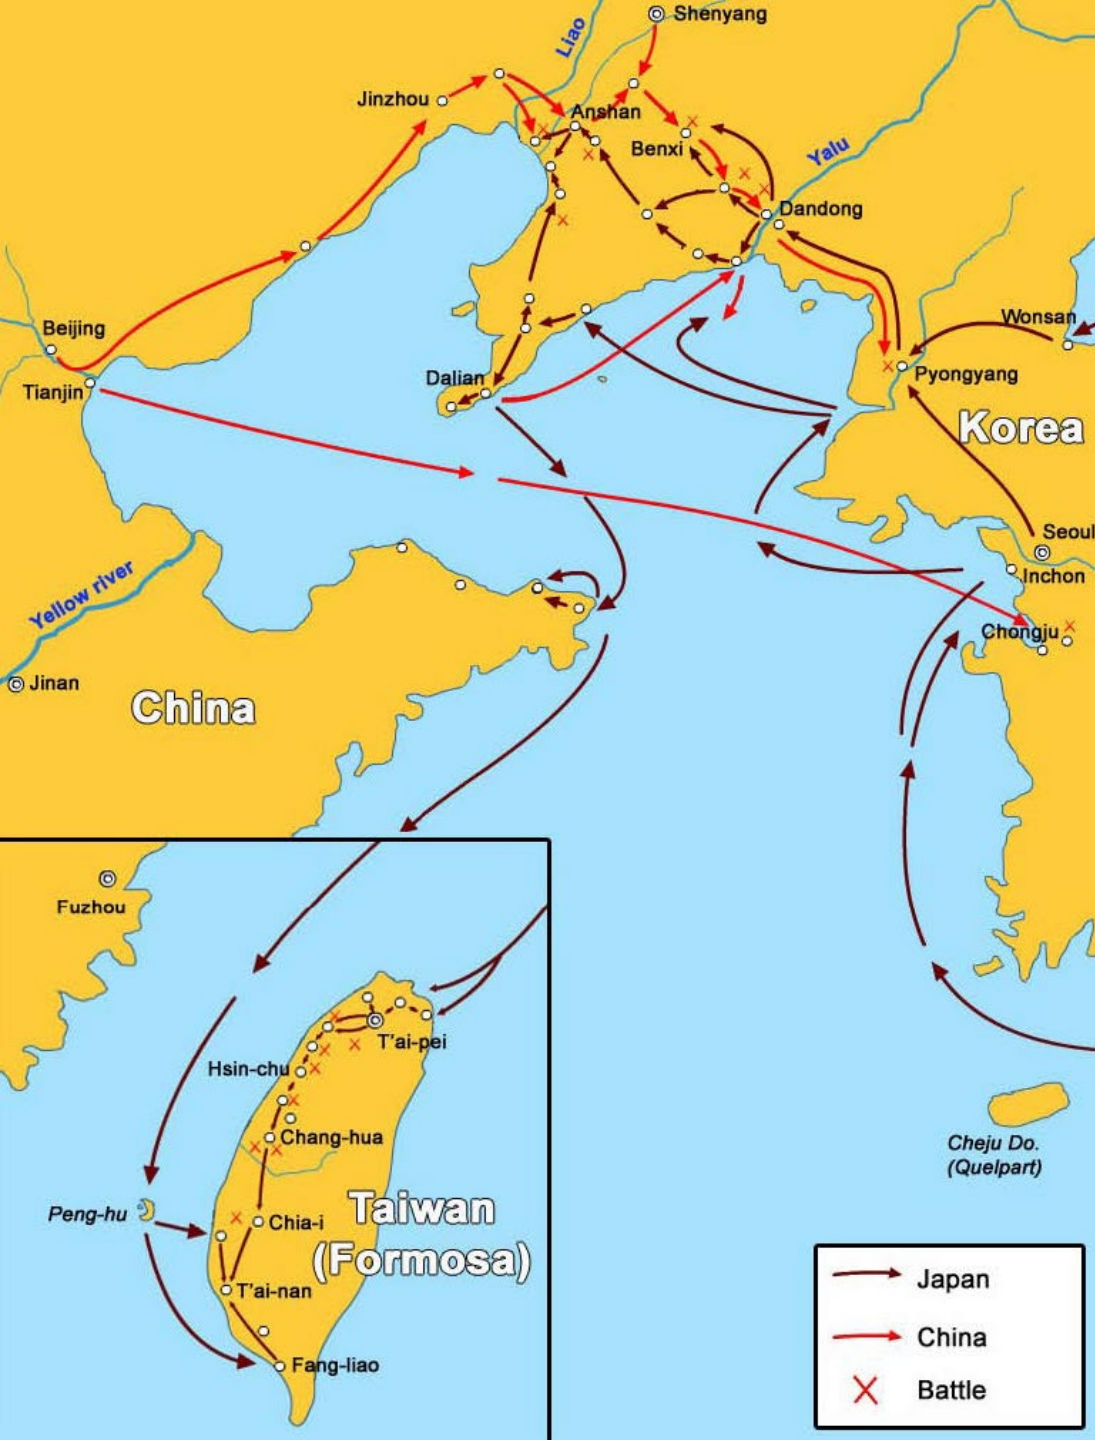 Shenyang
Liao
Jinzhou
Anshan
Benxi
Yalu
Dandong
Beijing
Wonsan
Tianjin
Dalian
Pyongyang
Korea
Seoul
Inchon
Yellow river
Chongju
Jinan
China
Fuzhou
T'ai-pei
Hsin-chu
Chang-hua
Cheju Do.
(Quelpart)
Peng-hu
Chia-i
Taiwan
(Formosa)
T'ai-nan
Fang-liao
Japan
China
Battle